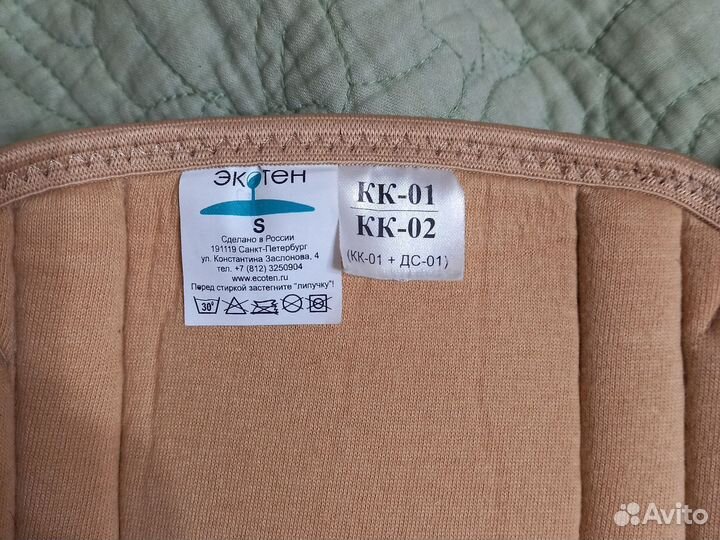 ЭКОТЕН
S
Сделано в России
191119 Санкт-Петербург
ул. Константина Заслонова, 4
тел. +7 (812) 3250904
www.ecoten.ru
Перед стиркой застегните "липучку"!
30°
КК-01
КК-02
(КК-01 + ДС-01)
Avito